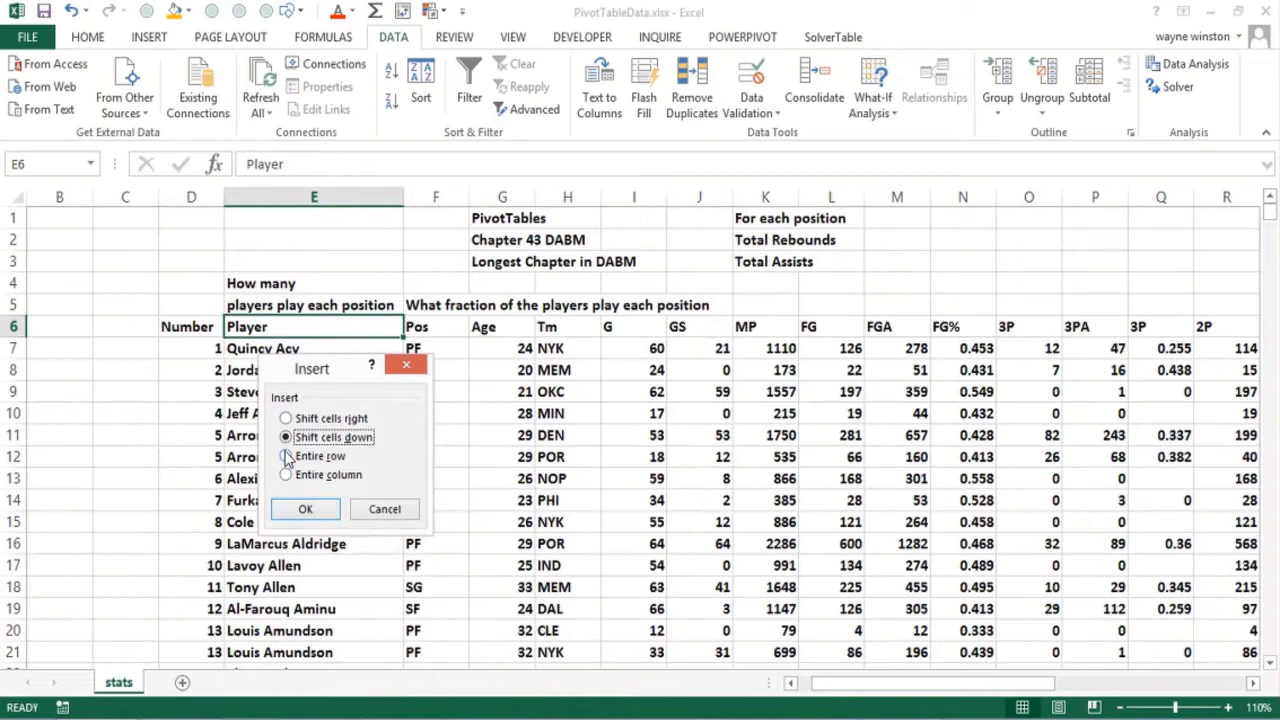 PivotTableData.xlsx - Excel
FILE HOME INSERT PAGE LAYOUT FORMULAS DATA REVIEW VIEW DEVELOPER INQUIRE POWERPIVOT SolverTable wayne winston
From Access
From Web
From Text
From Other Sources
Existing Connections
Get External Data
Refresh All
Connections
Properties
Edit Links
Connections
Sort
Filter
Clear
Reapply
Advanced
Sort & Filter
Text to Columns
Flash Fill
Remove Duplicates
Data Validation
Consolidate
What-If Analysis
Relationships
Data Tools
Group
Ungroup
Subtotal
Outline
Data Analysis
Solver
Analysis
E6 fx Player
B C D E F G H I J K L M N O P Q R
1 PivotTables For each position
2 Chapter 43 DABM Total Rebounds
3 Longest Chapter in DABM Total Assists
4 How many
5 players play each position What fraction of the players play each position
6 Number Player Pos Age Tm G GS MP FG FGA FG% 3P 3PA 3P 2P
7 1 Quincy Acy PF 24 NYK 60 21 1110 126 278 0.453 12 47 0.255 114
8 2 Jorda 20 MEM 24 0 173 22 51 0.431 7 16 0.438 15
9 3 Steve 21 OKC 62 59 1557 197 359 0.549 0 1 0 197
10 4 Jeff A 28 MIN 17 0 215 19 44 0.432 0 0 19
11 5 Arro 29 DEN 53 53 1750 281 657 0.428 82 243 0.337 199
12 5 Arro 29 POR 18 12 535 66 160 0.413 26 68 0.382 40
13 6 Alexi 26 NOP 59 8 866 168 301 0.558 0 0 168
14 7 Furka 23 PHI 34 2 385 28 53 0.528 0 3 0 28
15 8 Cole 26 NYK 55 12 886 121 264 0.458 0 0 121
16 9 LaMarcus Aldridge PF 29 POR 64 64 2286 600 1282 0.468 32 89 0.36 568
17 10 Lavoy Allen PF 25 IND 54 0 991 134 274 0.489 0 0 134
18 11 Tony Allen SG 33 MEM 63 41 1648 225 455 0.495 10 29 0.345 215
19 12 Al-Farouq Aminu SF 24 DAL 66 3 1147 126 305 0.413 29 112 0.259 97
20 13 Louis Amundson PF 32 CLE 12 0 79 4 12 0.333 0 0 4
21 13 Louis Amundson PF 32 NYK 33 31 699 86 196 0.439 0 1 0 86
Insert
Insert
Shift cells right
Shift cells down
Entire row
Entire column
OK Cancel
stats
READY 110%